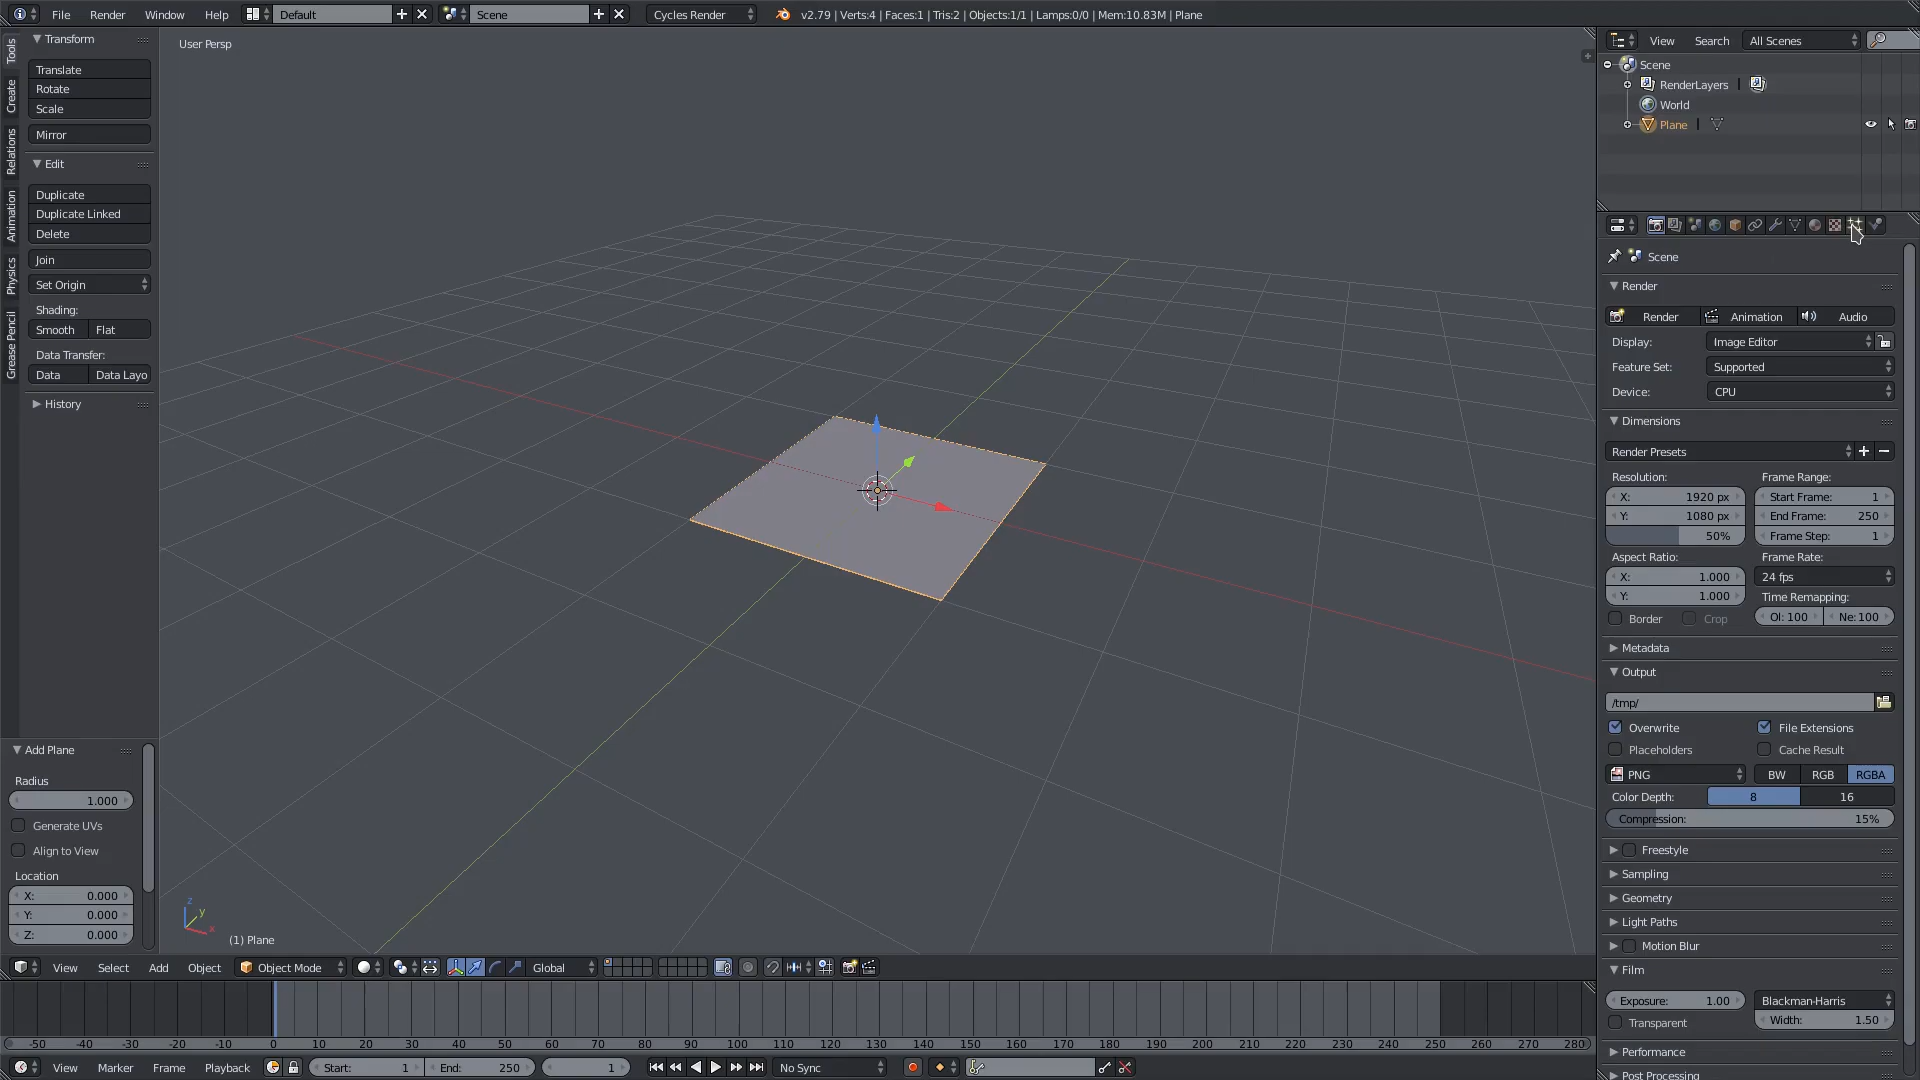 File Render Window Help Default Scene Cycles Render v2.79 | Verts:4 | Faces:1 | Tris:2 | Objects:1/1 | Lamps:0/0 | Mem:10.83M | Plane
Tools
Create
Relations
Animation
Physics
Grease Pencil
Transform
Translate
Rotate
Scale
Mirror
Edit
Duplicate
Duplicate Linked
Delete
Join
Set Origin
Shading:
Smooth Flat
Data Transfer:
Data Data Layo
History
Add Plane
Radius
1.000
Generate UVs
Align to View
Location
X: 0.000
Y: 0.000
Z: 0.000
User Persp
z
y
x
(1) Plane
View Select Add Object Object Mode Global
-50 -40 -30 -20 -10 0 10 20 30 40 50 60 70 80 90 100 110 120 130 140 150 160 170 180 190 200 210 220 230 240 250 260 270 280
View Marker Frame Playback Start: 1 End: 250 1 No Sync
View Search All Scenes
Scene
RenderLayers |
World
Plane |
Scene
Render
Render Animation Audio
Display: Image Editor
Feature Set: Supported
Device: CPU
Dimensions
Render Presets
Resolution: Frame Range:
X: 1920 px Start Frame: 1
Y: 1080 px End Frame: 250
50% Frame Step: 1
Aspect Ratio: Frame Rate:
X: 1.000 24 fps
Y: 1.000 Time Remapping:
Border Crop Ol: 100 Ne:100
Metadata
Output
/tmp/
Overwrite File Extensions
Placeholders Cache Result
PNG BW RGB RGBA
Color Depth: 8 16
Compression: 15%
Freestyle
Sampling
Geometry
Light Paths
Motion Blur
Film
Exposure: 1.00 Blackman-Harris
Transparent Width: 1.50
Performance
Post Processing